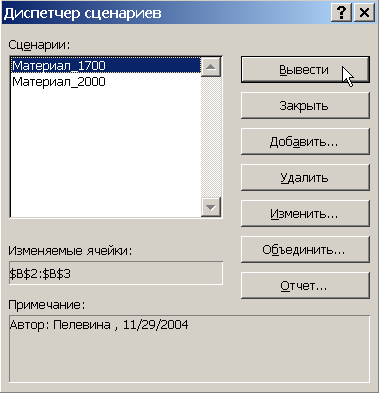 Диспетчер сценариев
Сценарии:
Материал_1700
Материал_2000
Вывести
Закрыть
Добавить...
Удалить
Изменить...
Объединить...
Отчет...
Изменяемые ячейки:
$B$2:$B$3
Примечание:
Автор: Пелевина , 11/29/2004